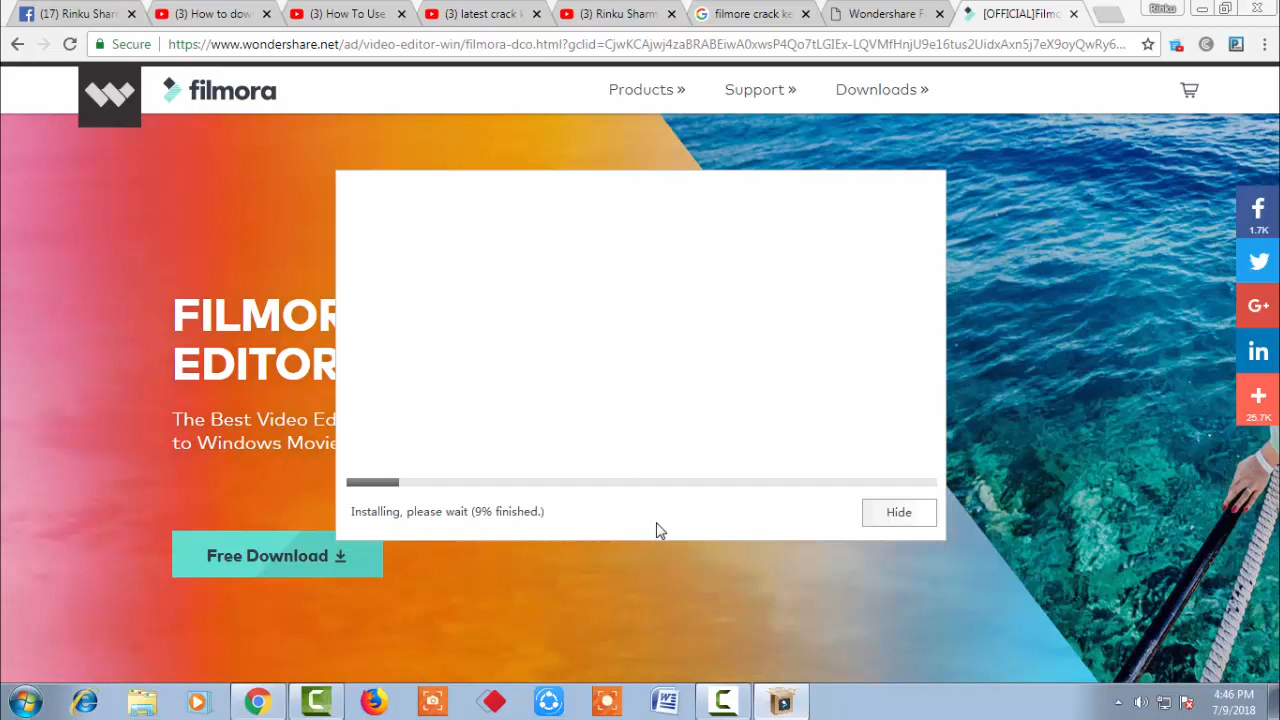 (17) Rinku Sharm
(3) How to dow
(3) How To Use
(3) latest crack k
(3) Rinku Sharm
filmore crack ke
Wondershare Fi
[OFFICIAL]Filmo
Rinku
Secure
https://www.wondershare.net/ad/video-editor-win/filmora-dco.html?gclid=CjwKCAjwj4zaBRABEiwA0xwsP4Qo7tLGIEx-LQVMfHnjU9e16tus2UidxAxn5j7eX9oyQwRy6...
filmora
Products »
Support »
Downloads »
FILMOR
EDITOR
The Best Video Ed
to Windows Movie
Free Download
Installing, please wait (9% finished.)
Hide
1.7K
G+
in
25.7K
4:46 PM
7/9/2018